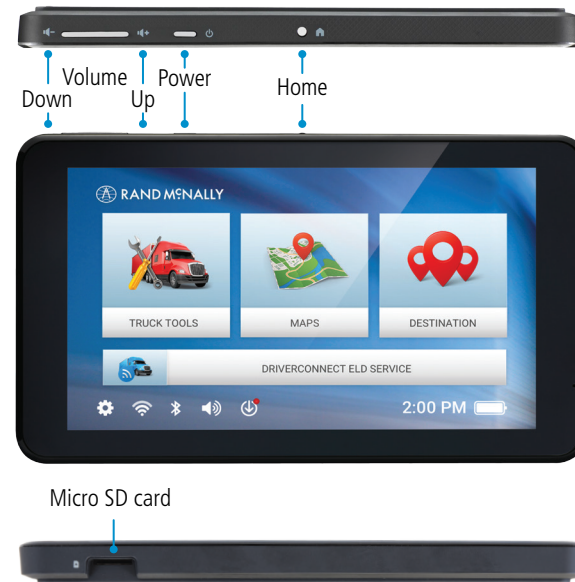 Volume Power
Down Up Home
RAND MCNALLY
TRUCK TOOLS MAPS DESTINATION
DRIVERCONNECT ELD SERVICE
2:00 PM
Micro SD card